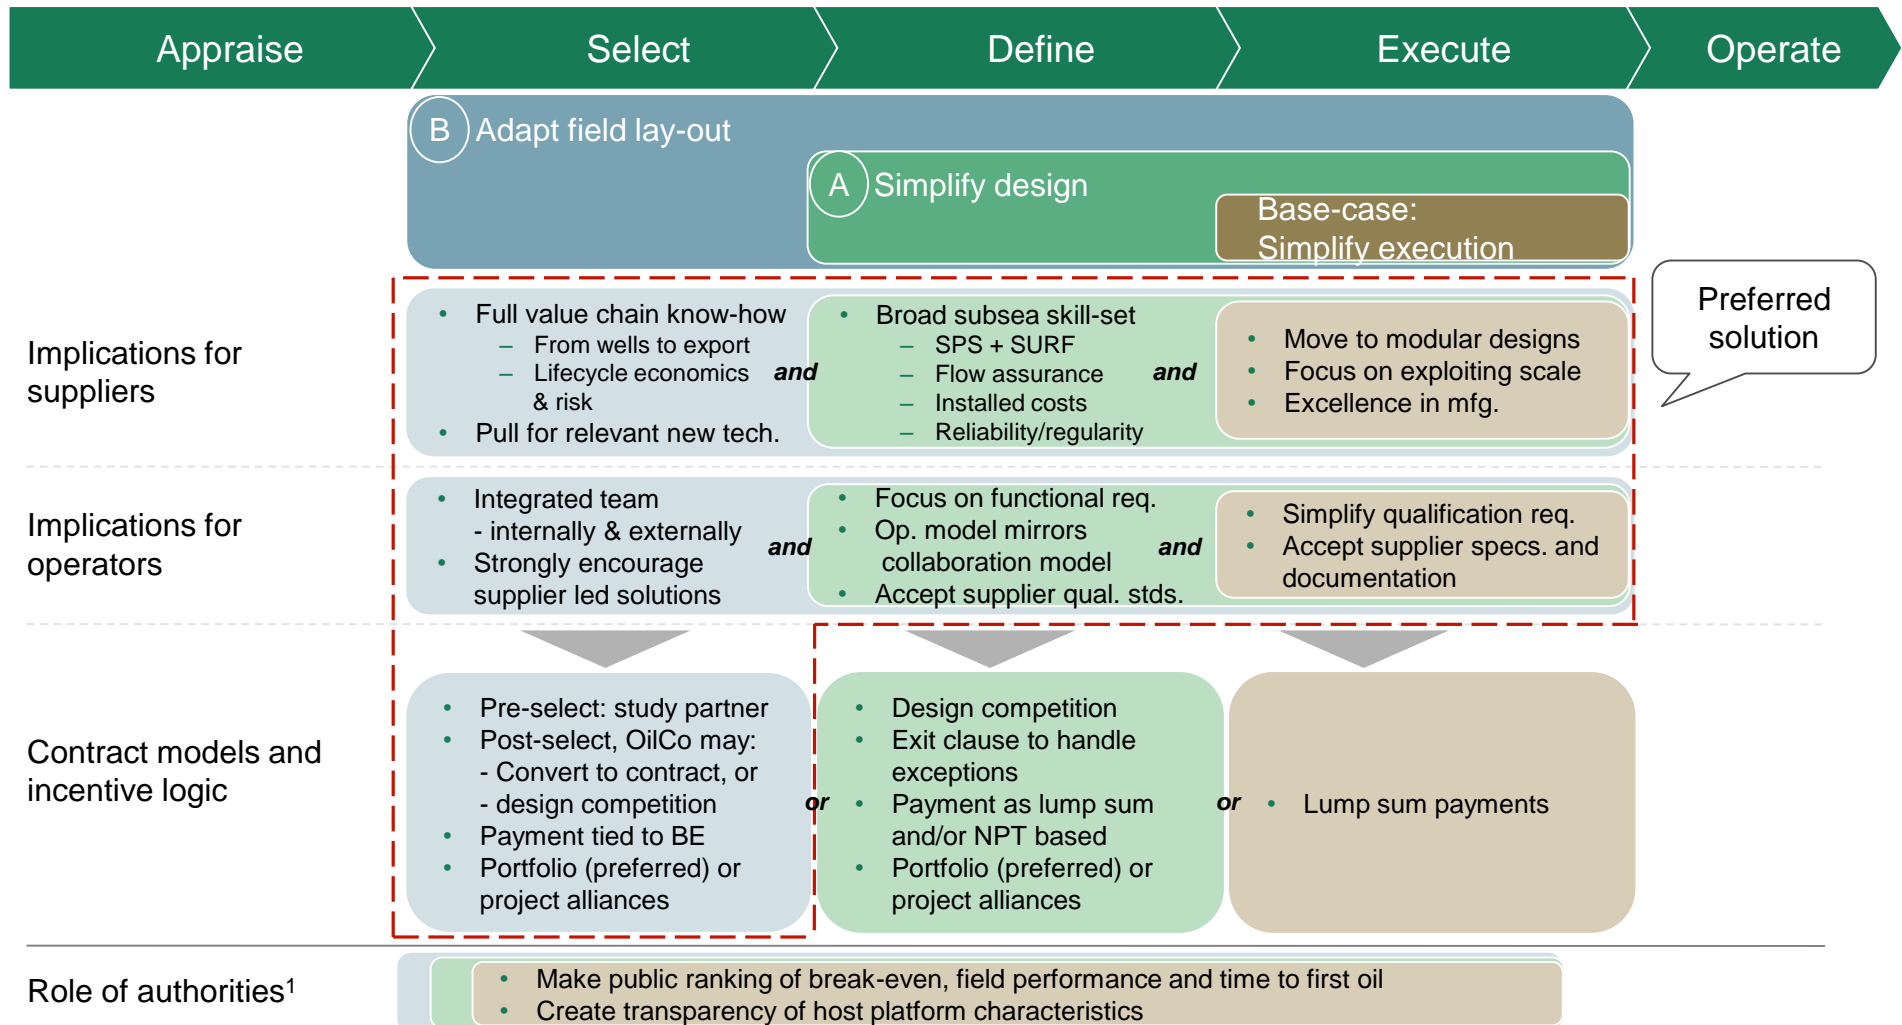 Appraise
Select
Define
Execute
Operate
B Adapt field lay-out
A Simplify design
Base-case:
Simplify execution
Preferred
solution
Implications for
suppliers
• Full value chain know-how
– From wells to export
– Lifecycle economics
& risk
• Pull for relevant new tech.
and
• Broad subsea skill-set
– SPS + SURF
– Flow assurance
– Installed costs
– Reliability/regularity
and
• Move to modular designs
• Focus on exploiting scale
• Excellence in mfg.
Implications for
operators
• Integrated team
- internally & externally
• Strongly encourage
supplier led solutions
and
• Focus on functional req.
• Op. model mirrors
collaboration model
• Accept supplier qual. stds.
and
• Simplify qualification req.
• Accept supplier specs. and
documentation
Contract models and
incentive logic
• Pre-select: study partner
• Post-select, OilCo may:
- Convert to contract, or
- design competition
• Payment tied to BE
• Portfolio (preferred) or
project alliances
or
• Design competition
• Exit clause to handle
exceptions
• Payment as lump sum
and/or NPT based
• Portfolio (preferred) or
project alliances
or
• Lump sum payments
Role of authorities¹
• Make public ranking of break-even, field performance and time to first oil
• Create transparency of host platform characteristics